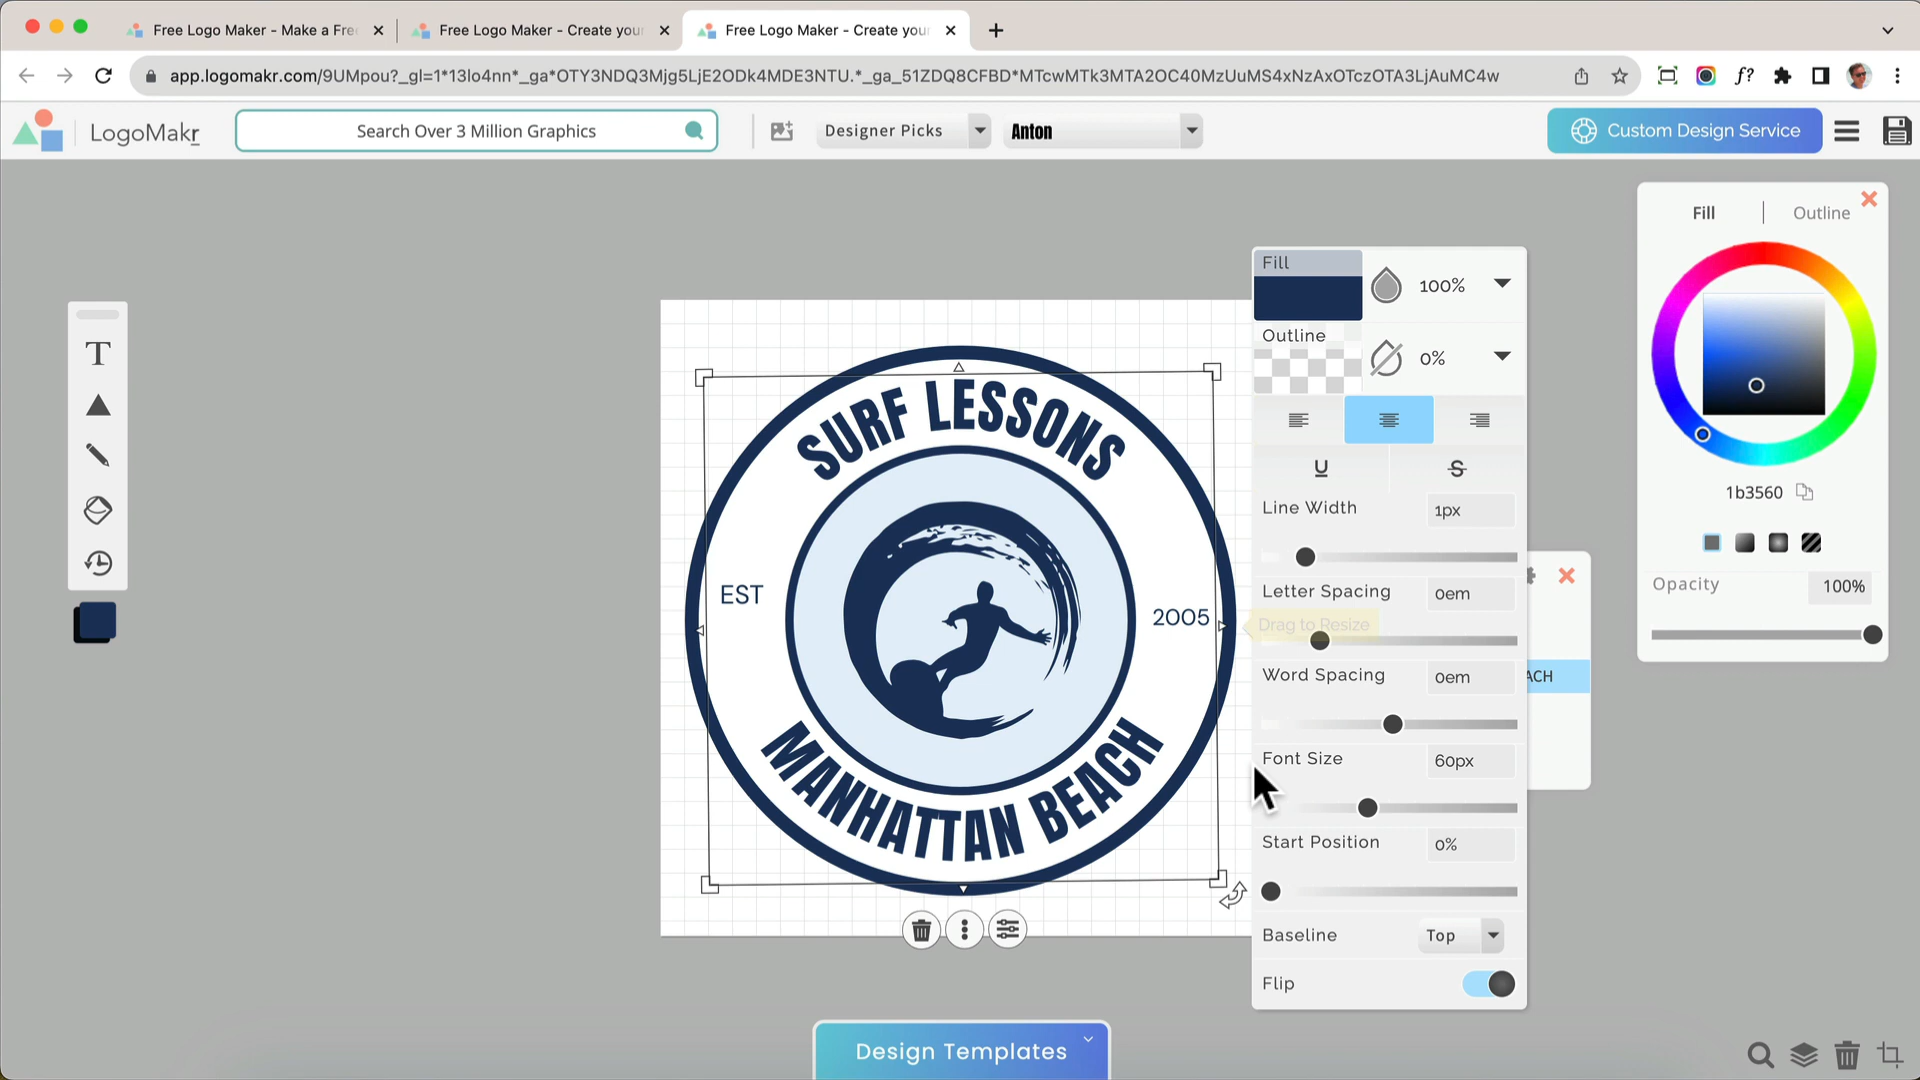 Free Logo Maker - Make a Fre
Free Logo Maker - Create you
Free Logo Maker - Create you
app.logomakr.com/9UMpou?_gl=1*13lo4nn*_ga*OTY3NDQ3Mjg5LjE2ODk4MDE3NTU.*_ga_51ZDQ8CFBD*MTcwMTk3MTA2OC40MzUuMS4xNzAxOTczOTA3LjAuMC4w
f?
LogoMakr
Search Over 3 Million Graphics
Designer Picks
Anton
Custom Design Service
Fill
Outline
T
SURF LESSONS
EST
2005
MANHATTAN BEACH
Fill
100%
Outline
0%
U
S
Line Width
1px
Letter Spacing
0em
Drag to Resize
Word Spacing
0em
ACH
Font Size
60px
Start Position
0%
Baseline
Top
Flip
1b3560
Opacity
100%
Design Templates